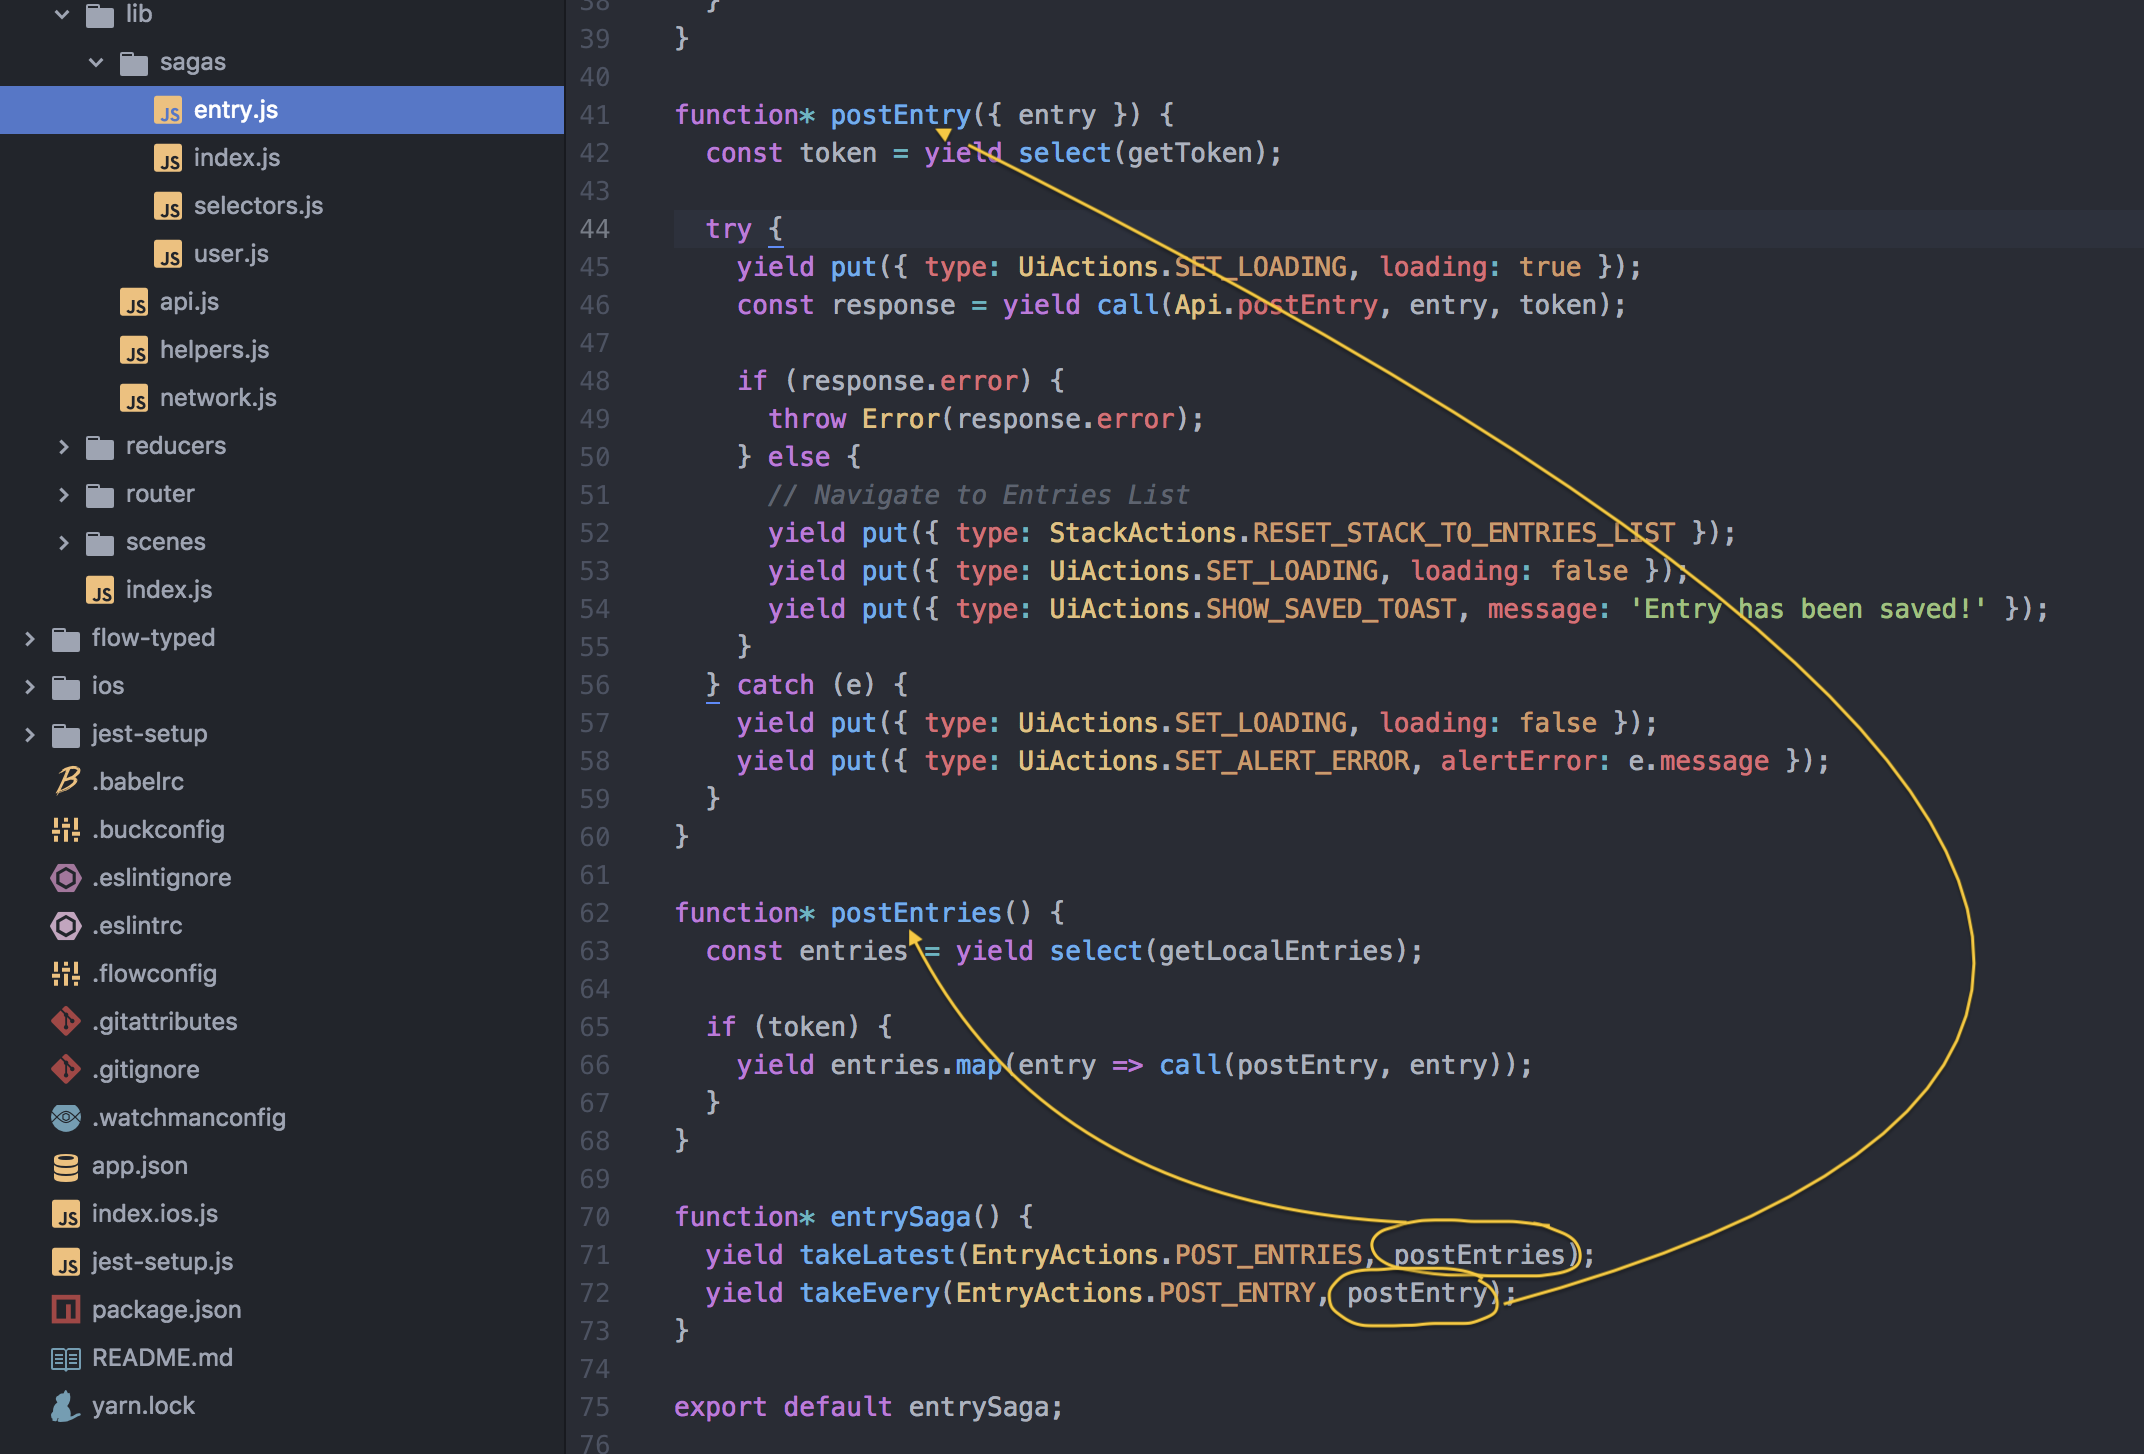 lib
sagas
entry.js
index.js
selectors.js
user.js
api.js
helpers.js
network.js
reducers
router
scenes
index.js
flow-typed
ios
jest-setup
.babelrc
.buckconfig
.eslintignore
.eslintrc
.flowconfig
.gitattributes
.gitignore
.watchmanconfig
app.json
index.ios.js
jest-setup.js
package.json
README.md
yarn.lock
38 }
39 }
40
41 function* postEntry({ entry }) {
42 const token = yield select(getToken);
43
44 try {
45 yield put({ type: UiActions.SET_LOADING, loading: true });
46 const response = yield call(Api.postEntry, entry, token);
47
48 if (response.error) {
49 throw Error(response.error);
50 } else {
51 // Navigate to Entries List
52 yield put({ type: StackActions.RESET_STACK_TO_ENTRIES_LIST });
53 yield put({ type: UiActions.SET_LOADING, loading: false });
54 yield put({ type: UiActions.SHOW_SAVED_TOAST, message: 'Entry has been saved!' });
55 }
56 } catch (e) {
57 yield put({ type: UiActions.SET_LOADING, loading: false });
58 yield put({ type: UiActions.SET_ALERT_ERROR, alertError: e.message });
59 }
60 }
61
62 function* postEntries() {
63 const entries = yield select(getLocalEntries);
64
65 if (token) {
66 yield entries.map(entry => call(postEntry, entry));
67 }
68 }
69
70 function* entrySaga() {
71 yield takeLatest(EntryActions.POST_ENTRIES, postEntries);
72 yield takeEvery(EntryActions.POST_ENTRY, postEntry);
73 }
74
75 export default entrySaga;
76